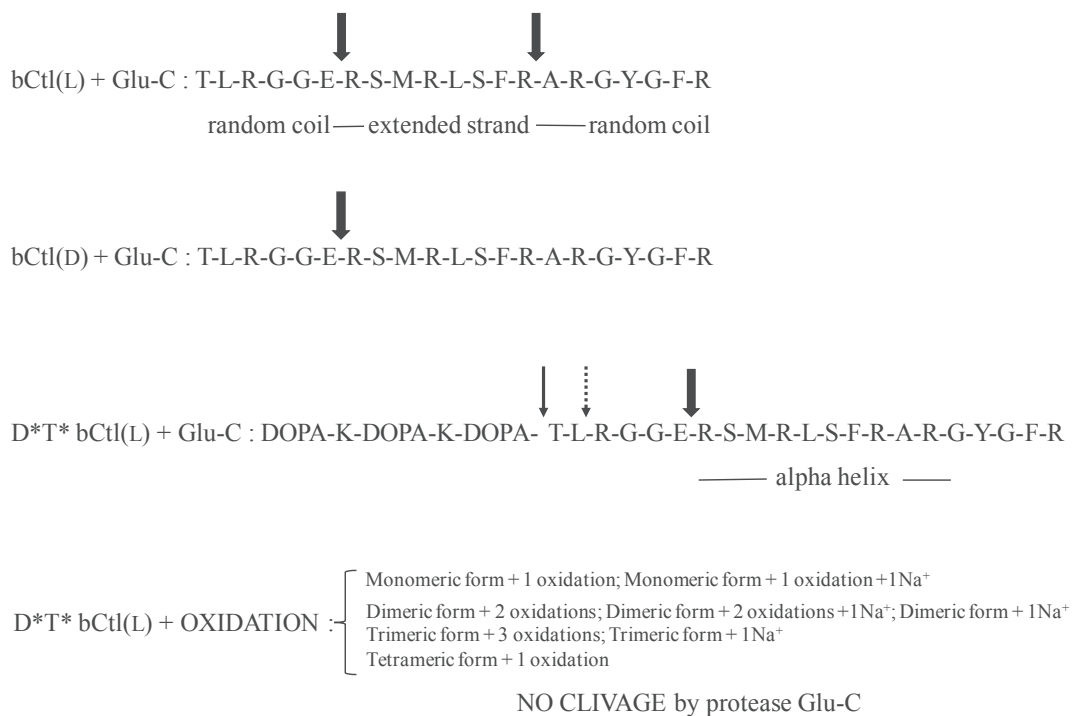 bCtl(L) + Glu-C : T-L-R-G-G-E-R-S-M-R-L-S-F-R-A-R-G-Y-G-F-R
random coil — extended strand — random coil
bCtl(D) + Glu-C : T-L-R-G-G-E-R-S-M-R-L-S-F-R-A-R-G-Y-G-F-R
D*T* bCtl(L) + Glu-C : DOPA-K-DOPA-K-DOPA- T-L-R-G-G-E-R-S-M-R-L-S-F-R-A-R-G-Y-G-F-R
alpha helix
Monomeric form + 1 oxidation; Monomeric form + 1 oxidation +1Na⁺
D*T* bCtl(L) + OXIDATION :
Dimeric form + 2 oxidations; Dimeric form + 2 oxidations +1Na⁺; Dimeric form + 1Na⁺
Trimeric form + 3 oxidations; Trimeric form + 1Na⁺
Tetrameric form + 1 oxidation
NO CLIVAGE by protease Glu-C